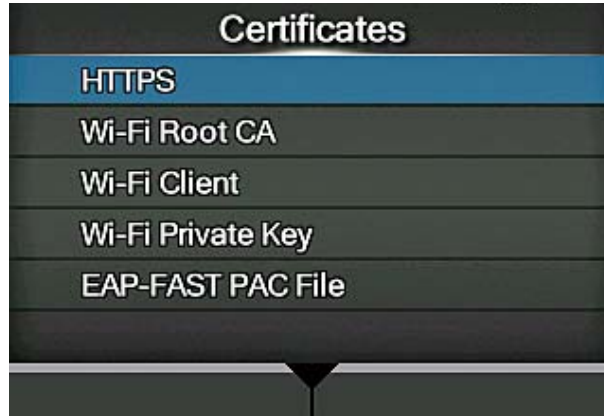 Certificates
HTTPS
Wi-Fi Root CA
Wi-Fi Client
Wi-Fi Private Key
EAP-FAST PAC File